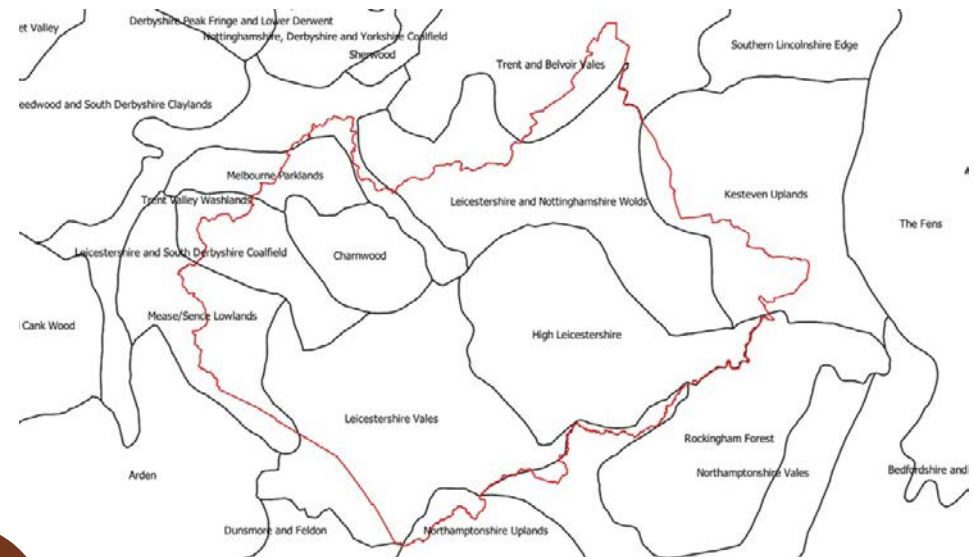 Derbyshire Peak Fringe and Lower Derwent
et Valley
Nottinghamshire, Derbyshire and Yorkshire Coalfield
Southern Lincolnshire Edge
Sherwood
Trent and Belvoir Vales
eedwood and South Derbyshire Claylands
Melbourne Parklands
Kesteven Uplands
Trent Valley Washlands
Leicestershire and Nottinghamshire Wolds
The Fens
Leicestershire and South Derbyshire Coalfield
Charnwood
Mease/Sence Lowlands
Cank Wood
High Leicestershire
Leicestershire Vales
Rockingham Forest
Bedfordshire and
Northamptonshire Vales
Arden
Dunsmore and Feldon
Northamptonshire Uplands